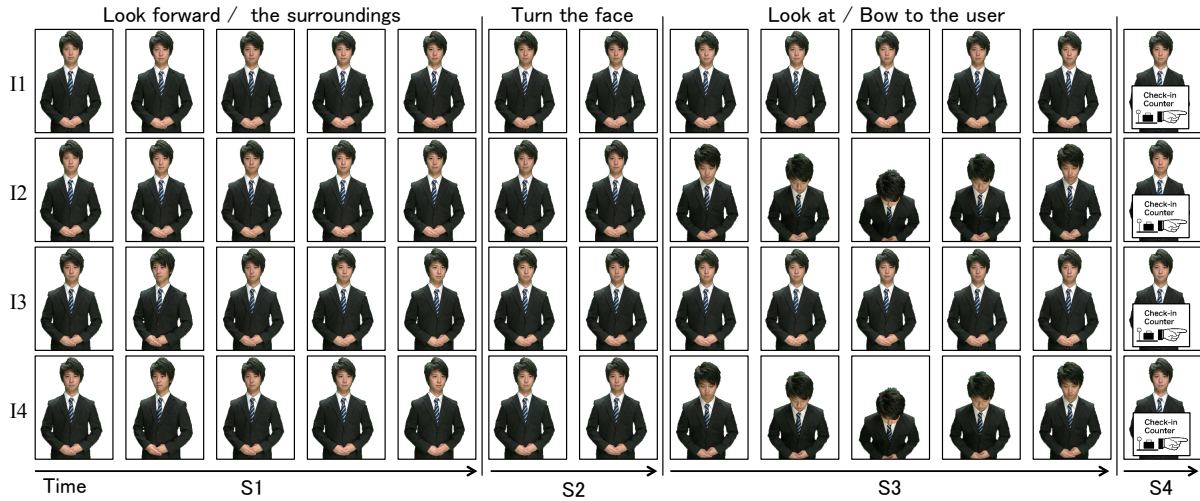 Look forward / the surroundings
Turn the face
Look at / Bow to the user
I1
Check-in
Counter
I2
Check-in
Counter
I3
Check-in
Counter
I4
Check-in
Counter
Time
S1
S2
S3
S4